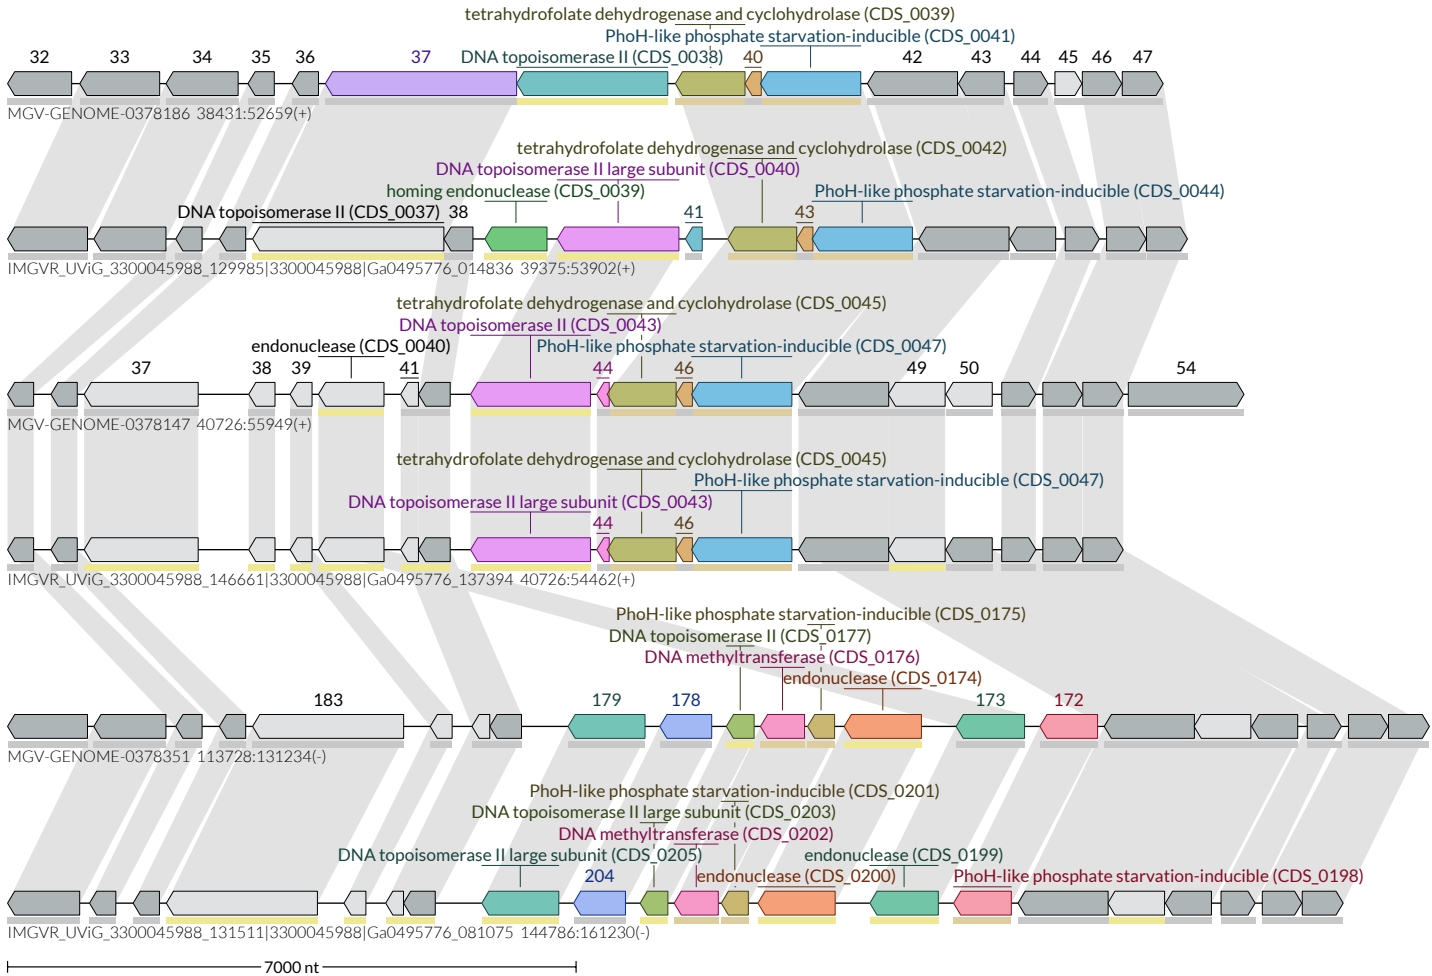 tetrahydrofolate dehydrogenase and cyclohydrolase (CDS_0039)
PhoH-like phosphate starvation-inducible (CDS_0041)
32 33 34 35 36 37 DNA topoisomerase II (CDS_0038) 40 42 43 44 45 46 47
MGV-GENOME-0378186 38431:52659(+)
tetrahydrofolate dehydrogenase and cyclohydrolase (CDS_0042)
DNA topoisomerase II large subunit (CDS_0040)
homing endonuclease (CDS_0039) PhoH-like phosphate starvation-inducible (CDS_0044)
DNA topoisomerase II (CDS_0037) 38 41 43
IMGVR_UViG_3300045988_129985|3300045988|Ga0495776_014836 39375:53902(+)
tetrahydrofolate dehydrogenase and cyclohydrolase (CDS_0045)
DNA topoisomerase II (CDS_0043)
endonuclease (CDS_0040) PhoH-like phosphate starvation-inducible (CDS_0047)
37 38 39 41 44 46 49 50 54
MGV-GENOME-0378147 40726:55949(+)
tetrahydrofolate dehydrogenase and cyclohydrolase (CDS_0045)
PhoH-like phosphate starvation-inducible (CDS_0047)
DNA topoisomerase II large subunit (CDS_0043)
44 46
IMGVR_UViG_3300045988_146661|3300045988|Ga0495776_137394 40726:54462(+)
PhoH-like phosphate starvation-inducible (CDS_0175)
DNA topoisomerase II (CDS_0177)
DNA methyltransferase (CDS_0176)
endonuclease (CDS_0174)
183 179 178 173 172
MGV-GENOME-0378351 113728:131234(-)
PhoH-like phosphate starvation-inducible (CDS_0201)
DNA topoisomerase II large subunit (CDS_0203)
DNA methyltransferase (CDS_0202)
DNA topoisomerase II large subunit (CDS_0205) endonuclease (CDS_0199)
204 endonuclease (CDS_0200) PhoH-like phosphate starvation-inducible (CDS_0198)
IMGVR_UViG_3300045988_131511|3300045988|Ga0495776_081075 144786:161230(-)
7000 nt